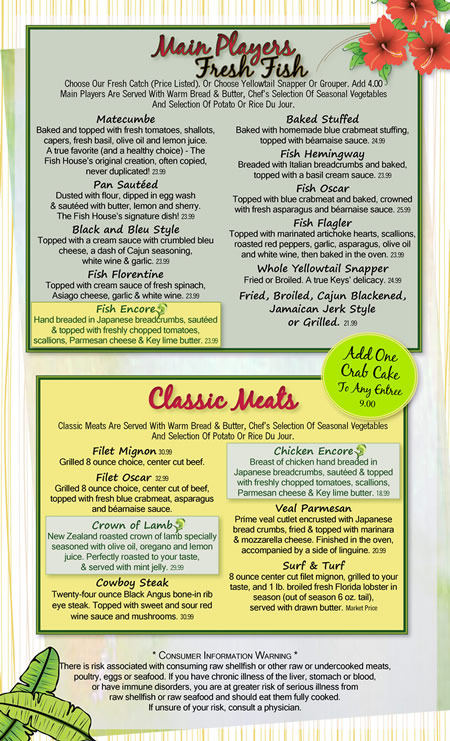 Main Players
Fresh Fish
Choose Our Fresh Catch (Price Listed), Or Choose Yellowtail Snapper Or Grouper. Add 4.00
Main Players Are Served With Warm Bread & Butter, Chef's Selection Of Seasonal Vegetables
And Selection Of Potato Or Rice Du Jour.
Matecumbe
Baked and topped with fresh tomatoes, shallots,
capers, fresh basil, olive oil and lemon juice.
A true favorite (and a healthy choice) - The
Fish House's original creation, often copied,
never duplicated! 23.99
Pan Sautéed
Dusted with flour, dipped in egg wash
& sautéed with butter, lemon and sherry.
The Fish House's signature dish! 23.99
Black and Bleu Style
Topped with a cream sauce with crumbled bleu
cheese, a dash of Cajun seasoning,
white wine & garlic. 23.99
Fish Florentine
Topped with cream sauce of fresh spinach,
Asiago cheese, garlic & white wine. 23.99
Fish Encore
Hand breaded in Japanese breadcrumbs, sautéed
& topped with freshly chopped tomatoes,
scallions, Parmesan cheese & Key lime butter. 23.99
Baked Stuffed
Baked with homemade blue crabmeat stuffing,
topped with béarnaise sauce. 24.99
Fish Hemingway
Breaded with Italian breadcrumbs and baked,
topped with a basil cream sauce. 23.99
Fish Oscar
Topped with blue crabmeat and baked, crowned
with fresh asparagus and béarnaise sauce. 25.99
Fish Flagler
Topped with marinated artichoke hearts, scallions,
roasted red peppers, garlic, asparagus, olive oil
and white wine, then baked in the oven. 23.99
Whole Yellowtail Snapper
Fried or Broiled. A true Keys' delicacy. 24.99
Fried, Broiled, Cajun Blackened,
Jamaican Jerk Style
or Grilled. 21.99
Add One
Crab Cake
To Any Entree
9.00
Classic Meats
Classic Meats Are Served With Warm Bread & Butter, Chef's Selection Of Seasonal Vegetables
And Selection Of Potato Or Rice Du Jour.
Filet Mignon 30.99
Grilled 8 ounce choice, center cut beef.
Filet Oscar 32.99
Grilled 8 ounce choice, center cut of beef,
topped with fresh blue crabmeat, asparagus
and béarnaise sauce.
Crown of Lamb
New Zealand roasted crown of lamb specially
seasoned with olive oil, oregano and lemon
juice. Perfectly roasted to your taste,
& served with mint jelly. 29.99
Cowboy Steak
Twenty-four ounce Black Angus bone-in rib
eye steak. Topped with sweet and sour red
wine sauce and mushrooms. 30.99
Chicken Encore
Breast of chicken hand breaded in
Japanese breadcrumbs, sautéed & topped
with freshly chopped tomatoes, scallions,
Parmesan cheese & Key lime butter. 18.99
Veal Parmesan
Prime veal cutlet encrusted with Japanese
bread crumbs, fried & topped with marinara
& mozzarella cheese. Finished in the oven,
accompanied by a side of linguine. 20.99
Surf & Turf
8 ounce center cut filet mignon, grilled to your
taste, and 1 lb. broiled fresh Florida lobster in
season (out of season 6 oz. tail),
served with drawn butter. Market Price
* Consumer Information Warning *
There is risk associated with consuming raw shellfish or other raw or undercooked meats,
poultry, eggs or seafood. If you have chronic illness of the liver, stomach or blood,
or have immune disorders, you are at greater risk of serious illness from
raw shellfish or raw seafood and should eat them fully cooked.
If unsure of your risk, consult a physician.